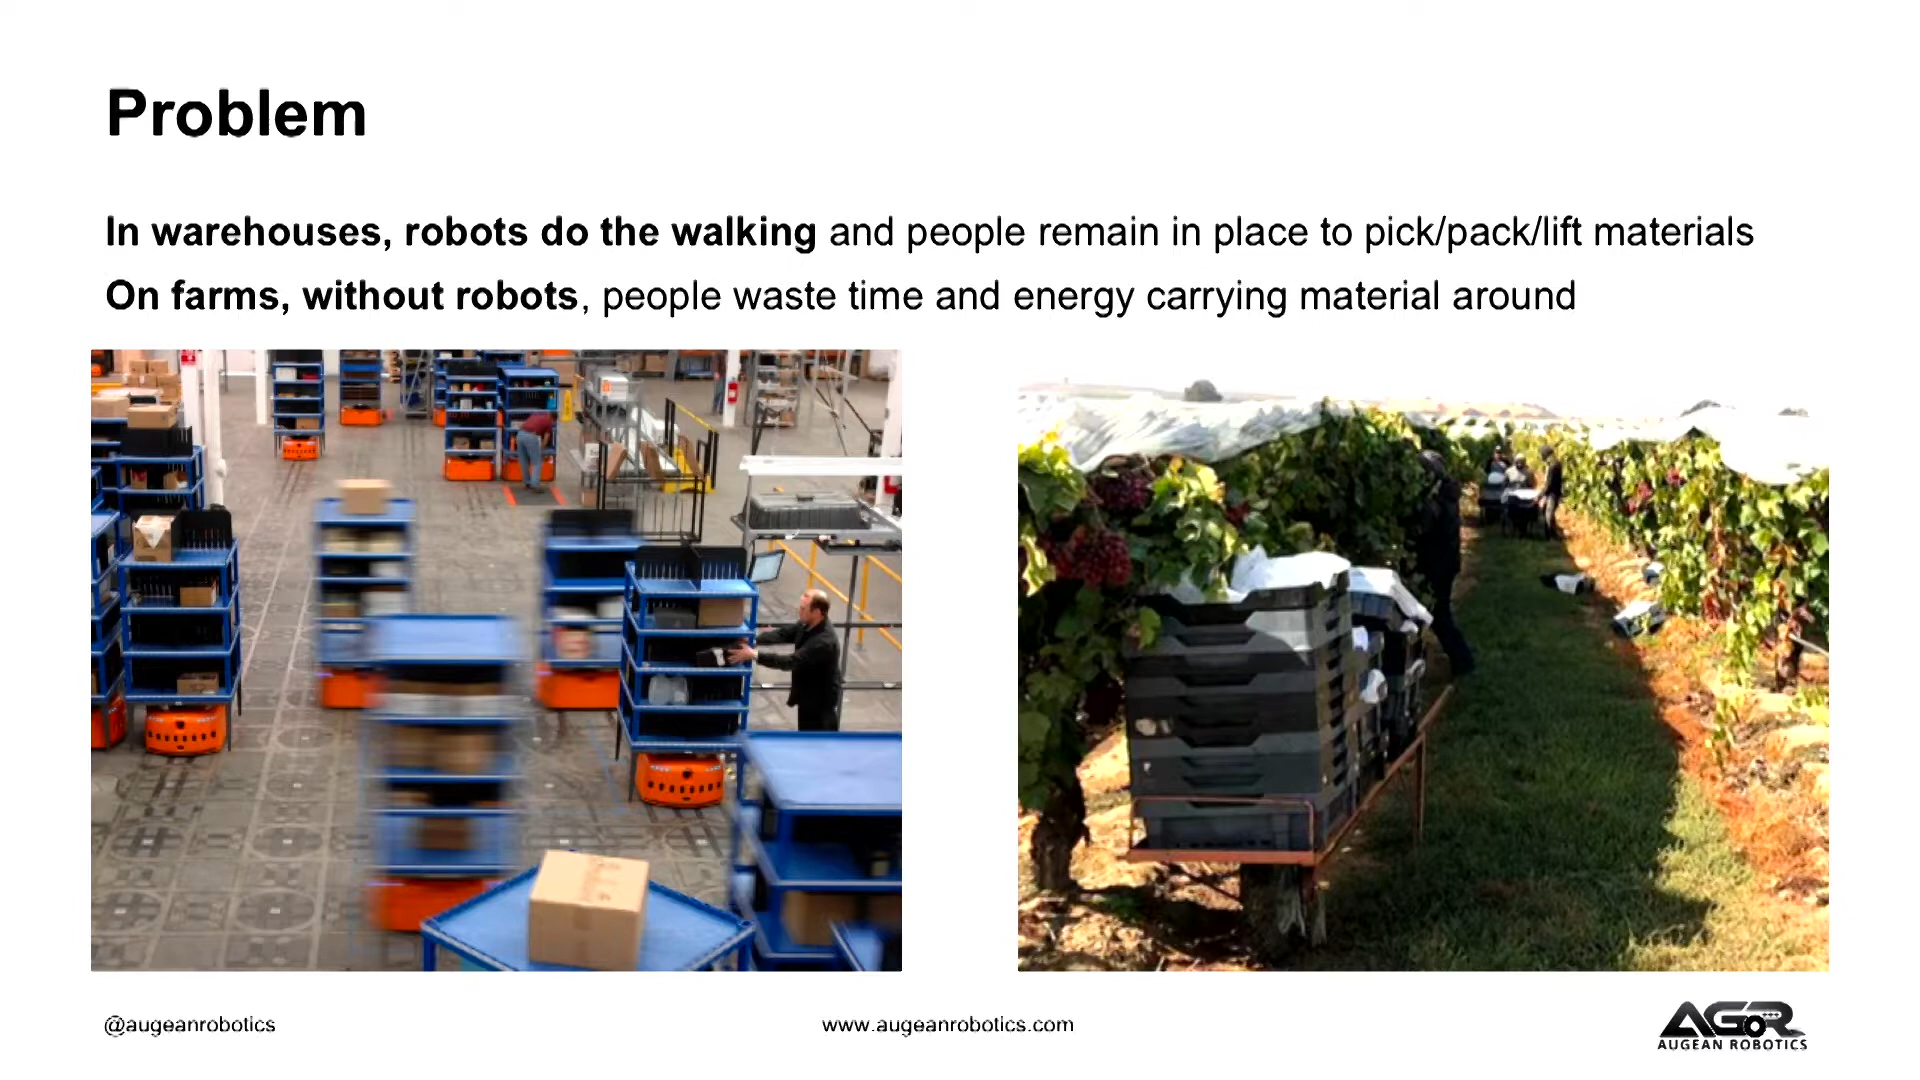 Problem
In warehouses, robots do the walking and people remain in place to pick/pack/lift materials
On farms, without robots, people waste time and energy carrying material around
@augeanrobotics
www.augeanrobotics.com
AGR
AUGEAN ROBOTICS